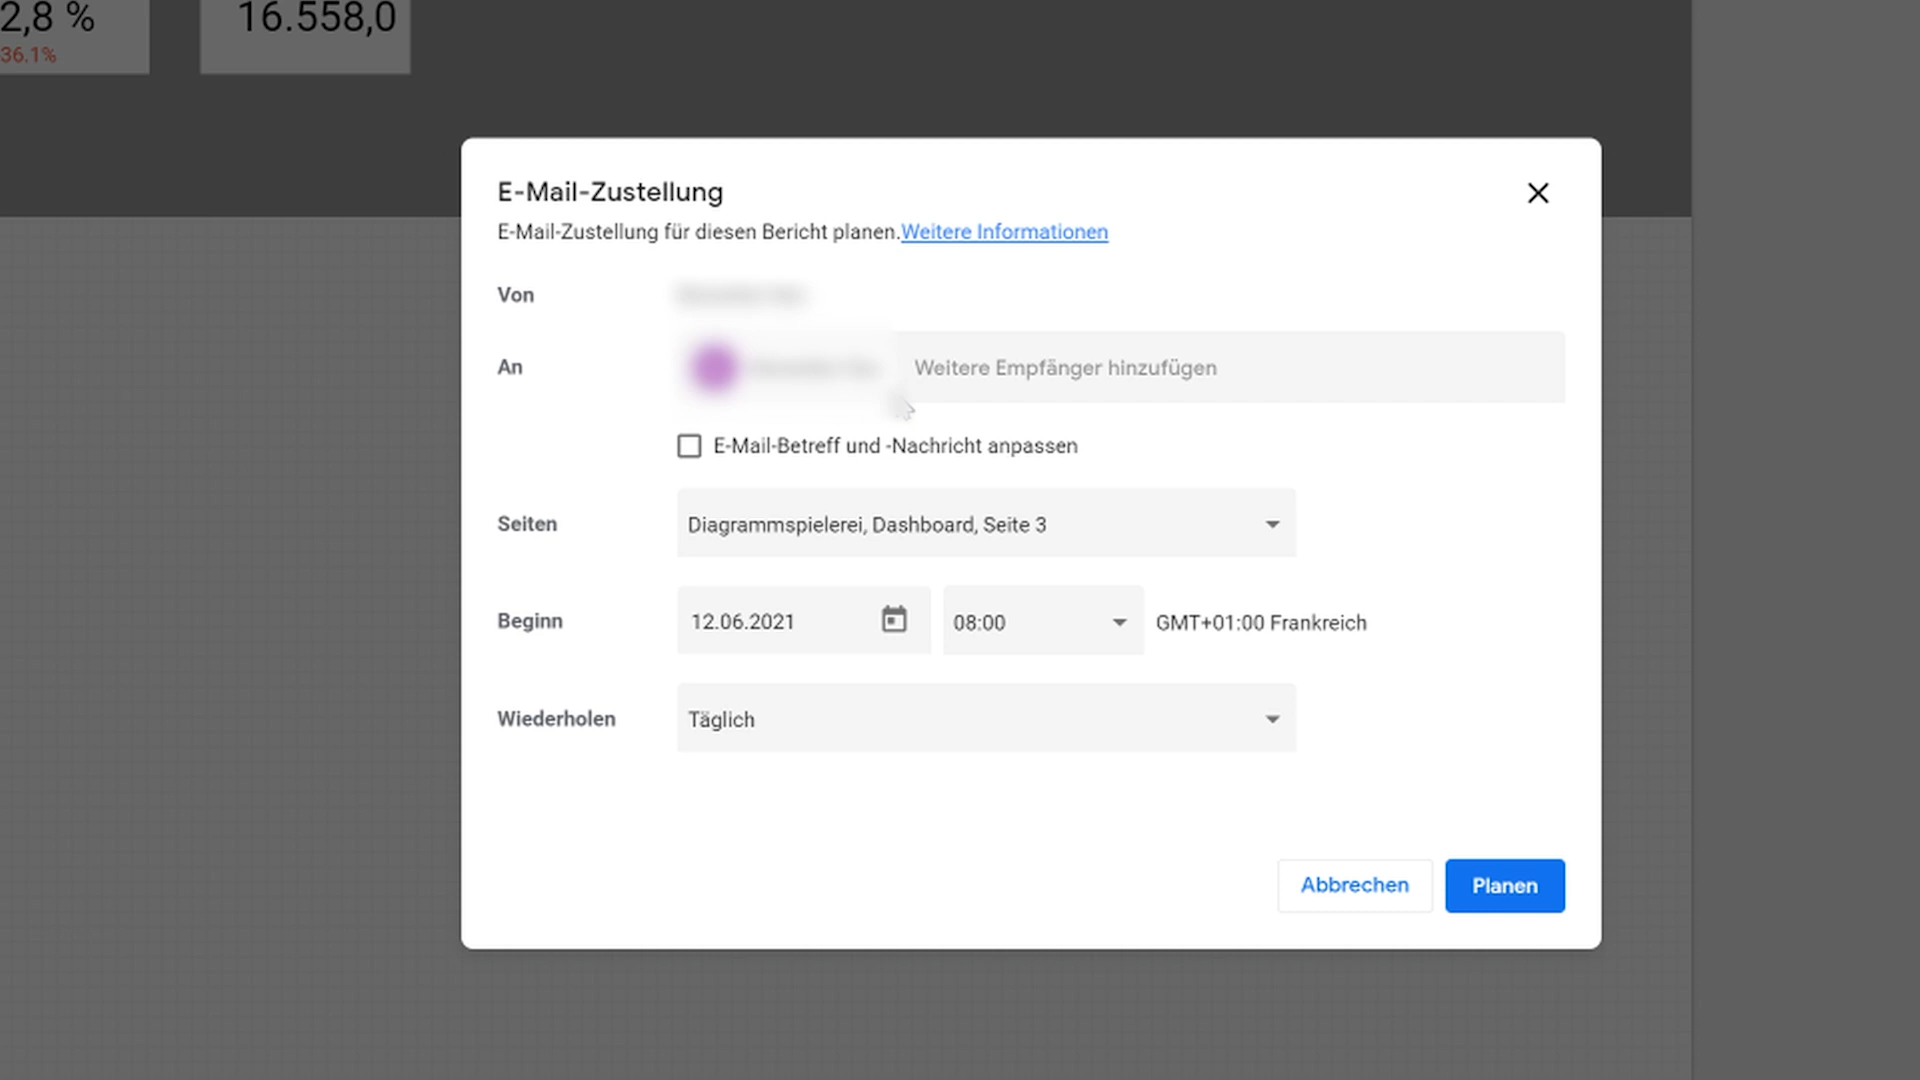 2,8 %
16.558,0
36.1%
E-Mail-Zustellung
E-Mail-Zustellung für diesen Bericht planen.Weitere Informationen
Von
An
Weitere Empfänger hinzufügen
E-Mail-Betreff und -Nachricht anpassen
Seiten
Diagrammspielerei, Dashboard, Seite 3
Beginn
12.06.2021
08:00
GMT+01:00 Frankreich
Wiederholen
Täglich
Abbrechen
Planen